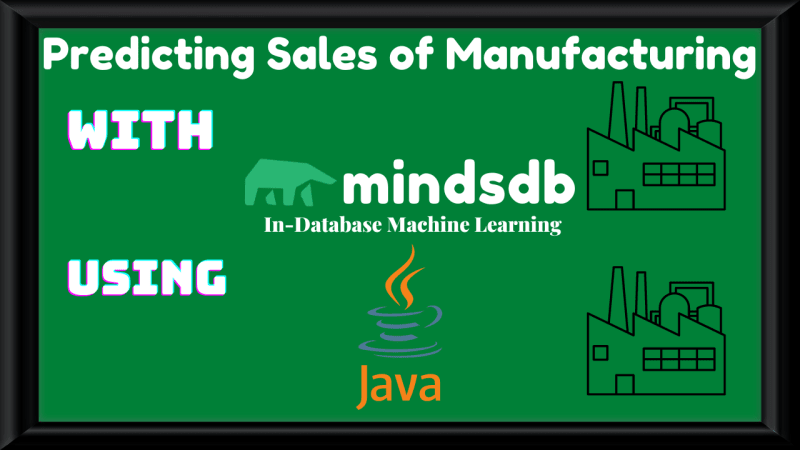 Predicting Sales of Manufacturing
WITH
mindsdb
In-Database Machine Learning
USING
Java